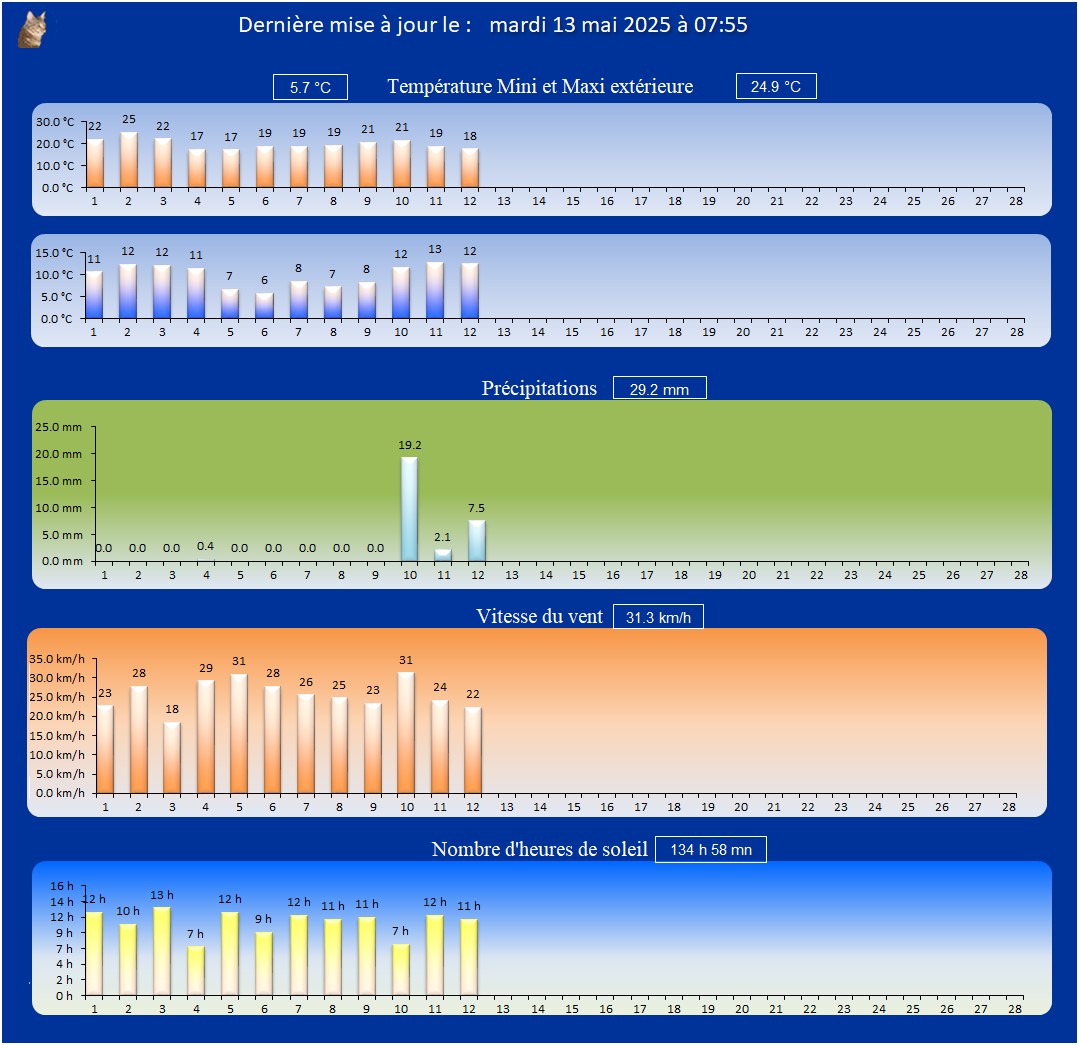 Dernière mise à jour le : mardi 13 mai 2025 à 07:55
5.7 °C Température Mini et Maxi extérieure 24.9 °C
30.0 °C
20.0 °C
10.0 °C
0.0 °C
22 25 22 17 17 19 19 19 21 21 19 18
1 2 3 4 5 6 7 8 9 10 11 12 13 14 15 16 17 18 19 20 21 22 23 24 25 26 27 28
15.0 °C
10.0 °C
5.0 °C
0.0 °C
11 12 12 11 7 6 8 7 8 12 13 12
1 2 3 4 5 6 7 8 9 10 11 12 13 14 15 16 17 18 19 20 21 22 23 24 25 26 27 28
Précipitations 29.2 mm
25.0 mm
20.0 mm
15.0 mm
10.0 mm
5.0 mm
0.0 mm
0.0 0.0 0.0 0.4 0.0 0.0 0.0 0.0 0.0 19.2 2.1 7.5
1 2 3 4 5 6 7 8 9 10 11 12 13 14 15 16 17 18 19 20 21 22 23 24 25 26 27 28
Vitesse du vent 31.3 km/h
35.0 km/h
30.0 km/h
25.0 km/h
20.0 km/h
15.0 km/h
10.0 km/h
5.0 km/h
0.0 km/h
23 28 18 29 31 28 26 25 23 31 24 22
1 2 3 4 5 6 7 8 9 10 11 12 13 14 15 16 17 18 19 20 21 22 23 24 25 26 27 28
Nombre d'heures de soleil 134 h 58 mn
16 h
14 h
12 h
9 h
7 h
4 h
2 h
0 h
12 h 10 h 13 h 7 h 12 h 9 h 12 h 11 h 11 h 7 h 12 h 11 h
1 2 3 4 5 6 7 8 9 10 11 12 13 14 15 16 17 18 19 20 21 22 23 24 25 26 27 28